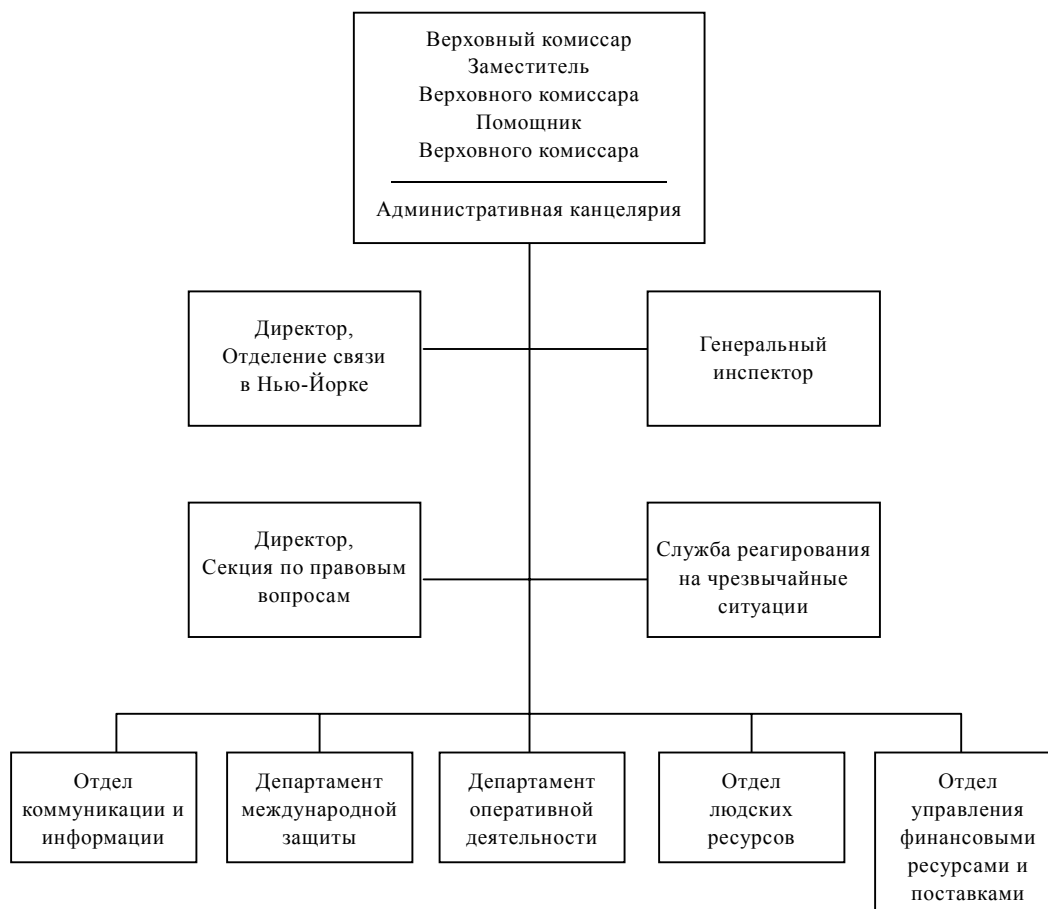 Верховный комиссар
Заместитель
Верховного комиссара
Помощник
Верховного комиссара
Административная канцелярия
Директор,
Отделение связи
в Нью-Йорке
Генеральный
инспектор
Директор,
Секция по правовым
вопросам
Служба реагирования
на чрезвычайные
ситуации
Отдел
коммуникации и
информации
Департамент
международной
защиты
Департамент
оперативной
деятельности
Отдел
людских
ресурсов
Отдел
управления
финансовыми
ресурсами и
поставками